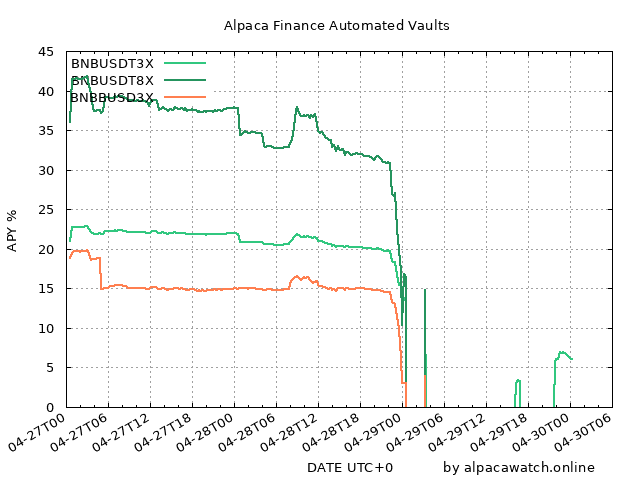 Alpaca Finance Automated Vaults
45
40
35
30
25
20
15
10
5
0
APY %
BNBUSDT3X
BNBUSDT8X
BNBBUSD3X
04-27T00
04-27T06
04-27T12
04-27T18
04-28T00
04-28T06
04-28T12
04-28T18
04-29T00
04-29T06
04-29T12
04-29T18
04-30T00
04-30T06
DATE UTC+0
by alpacawatch.online